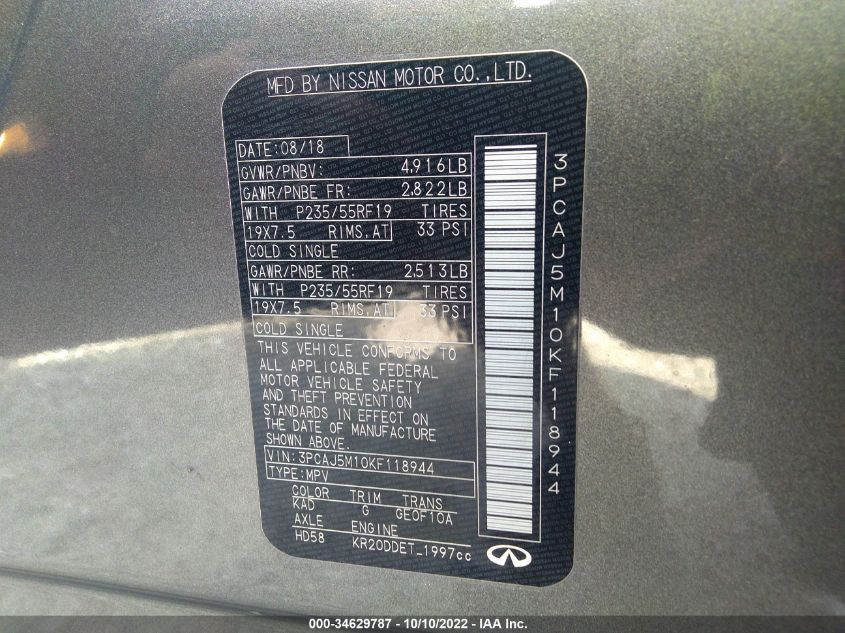 MFD BY NISSAN MOTOR CO.,LTD.
DATE:08/18
GVWR/PNBV: 4,916LB
GAWR/PNBE FR: 2,822LB
WITH P235/55RF19 TIRES
19X7.5 RIMS,AT 33 PSI
COLD SINGLE
GAWR/PNBE RR: 2,513LB
WITH P235/55RF19 TIRES
19X7.5 RIMS,AT 33 PSI
COLD SINGLE
THIS VEHICLE CONFORMS TO
ALL APPLICABLE FEDERAL
MOTOR VEHICLE SAFETY
AND THEFT PREVENTION
STANDARDS IN EFFECT ON
THE DATE OF MANUFACTURE
SHOWN ABOVE.
VIN:3PCAJ5M10KF118944
TYPE:MPV
COLOR TRIM TRANS
KAD G GE0F10A
AXLE ENGINE
HD58 KR20DDET_1997cc
3PCAJ5M10KF118944
000-34629787 - 10/10/2022 - IAA Inc.